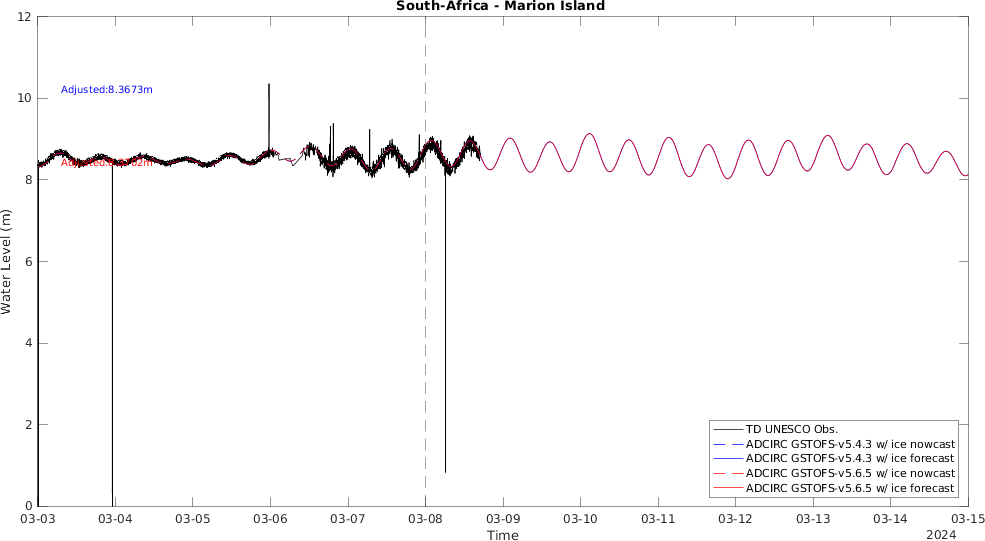 South-Africa - Marion Island
12
10
8
6
4
2
0
Water Level (m)
Adjusted:8.3673m
TD UNESCO Obs.
ADCIRC GSTOFS-v5.4.3 w/ ice nowcast
ADCIRC GSTOFS-v5.4.3 w/ ice forecast
ADCIRC GSTOFS-v5.6.5 w/ ice nowcast
ADCIRC GSTOFS-v5.6.5 w/ ice forecast
03-03 03-04 03-05 03-06 03-07 03-08 03-09 03-10 03-11 03-12 03-13 03-14 03-15
Time
2024